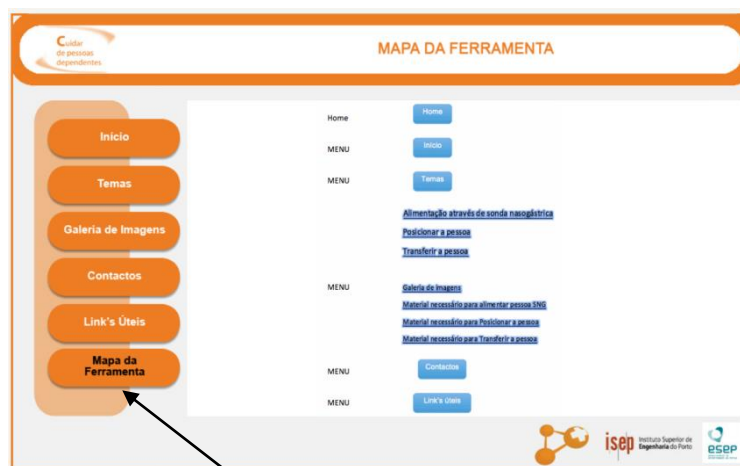 Cuidar
de pessoas
dependentes
MAPA DA FERRAMENTA
Início
Temas
Galeria de Imagens
Contactos
Link's Úteis
Mapa da
Ferramenta
Home Home
MENU Início
MENU Temas
Alimentação através de sonda nasogástrica
Posicionar a pessoa
Transferir a pessoa
MENU Galeria de imagens
Material necessário para alimentar pessoa SNG
Material necessário para Posicionar a pessoa
Material necessário para Transferir a pessoa
MENU Contactos
MENU Link's Úteis
isep Instituto Superior de
Engenharia do Porto
esep